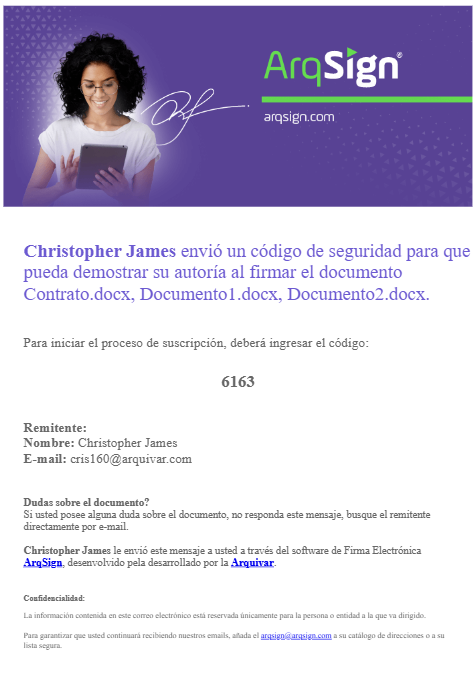 ArqSign®
arqsign.com
Christopher James envió un código de seguridad para que
pueda demostrar su autoría al firmar el documento
Contrato.docx, Documento1.docx, Documento2.docx.
Para iniciar el proceso de suscripción, deberá ingresar el código:
6163
Remitente:
Nombre: Christopher James
E-mail: cris160@arquivar.com
Dudas sobre el documento?
Si usted posee alguna duda sobre el documento, no responda este mensaje, busque el remitente
directamente por e-mail.
Christopher James le envió este mensaje a usted a través del software de Firma Electrónica
ArqSign, desenvolvido pela desarrollado por la Arquivar.
Confidencialidad:
La información contenida en este correo electrónico está reservada únicamente para la persona o entidad a la que va dirigido.
Para garantizar que usted continuará recibiendo nuestros emails, añada el arqsign@arqsign.com a su catálogo de direcciones o a su
lista segura.